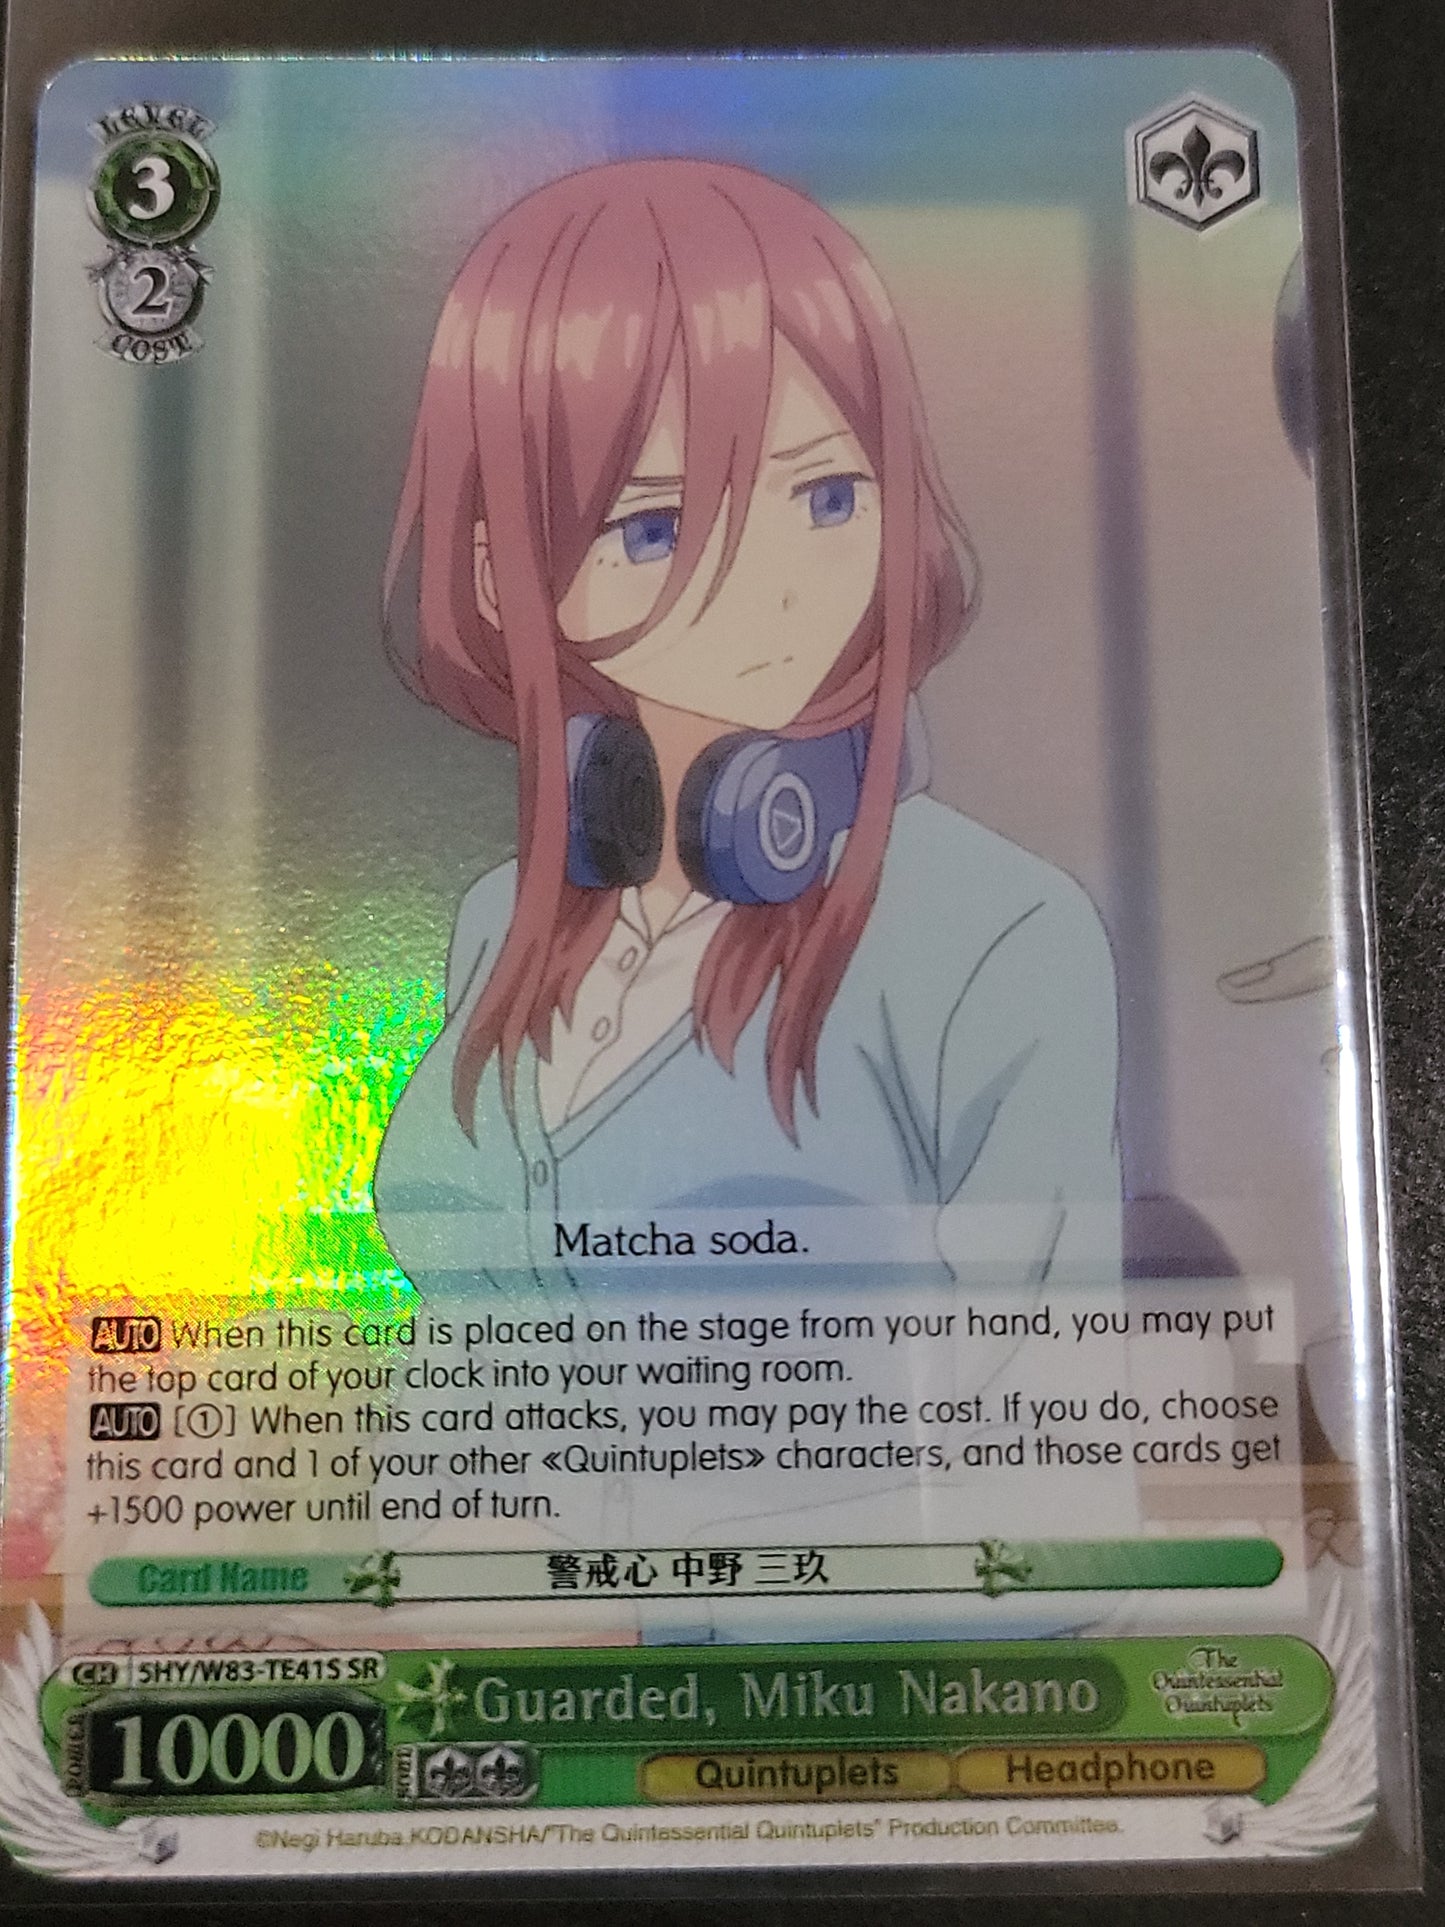 LEVEL
3
2
COST
Matcha soda.
AUTO When this card is placed on the stage from your hand, you may put
the top card of your clock into your waiting room.
AUTO [①] When this card attacks, you may pay the cost. If you do, choose
this card and 1 of your other «Quintuplets» characters, and those cards get
+1500 power until end of turn.
Card Name 警戒心 中野 三玖
CH 5HY/W83-TE41S SR
Guarded, Miku Nakano
The
Quintessential
Quintuplets
POWER 10000
SOUL
Quintuplets Headphone
©Negi Haruba, KODANSHA/"The Quintessential Quintuplets" Production Committee.